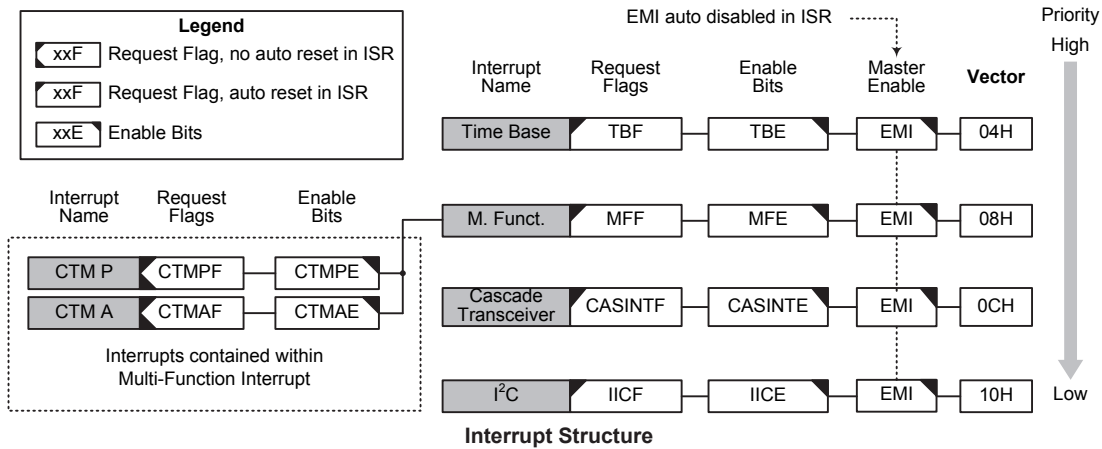 Legend
xxF Request Flag, no auto reset in ISR
xxF Request Flag, auto reset in ISR
xxE Enable Bits
EMI auto disabled in ISR
Priority
High
Interrupt Name
Request Flags
Enable Bits
Master Enable
Vector
Time Base TBF TBE EMI 04H
Interrupt Name
Request Flags
Enable Bits
M. Funct. MFF MFE EMI 08H
CTM P CTMPF CTMPE
CTM A CTMAF CTMAE
Interrupts contained within
Multi-Function Interrupt
Cascade
Transceiver CASINTF CASINTE EMI 0CH
I²C IICF IICE EMI 10H
Low
Interrupt Structure